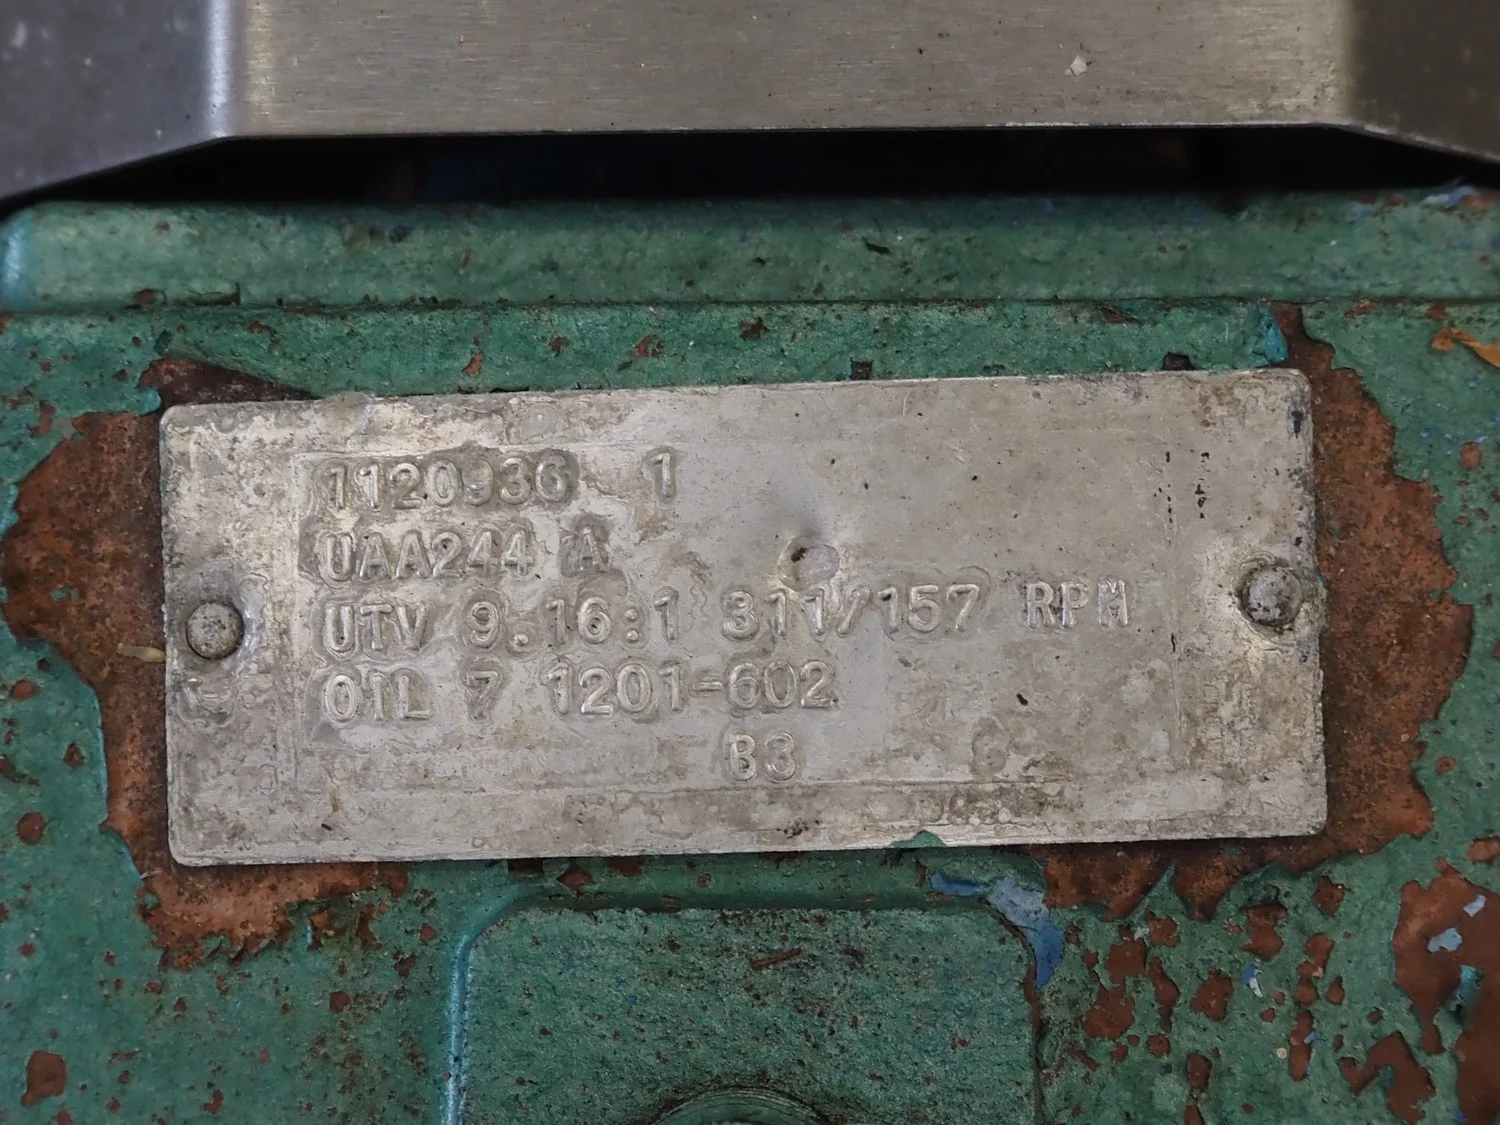 1120936 1
UAA244 A
UTV 9.16:1 311/157 RPM
OIL 7 1201-602
B3